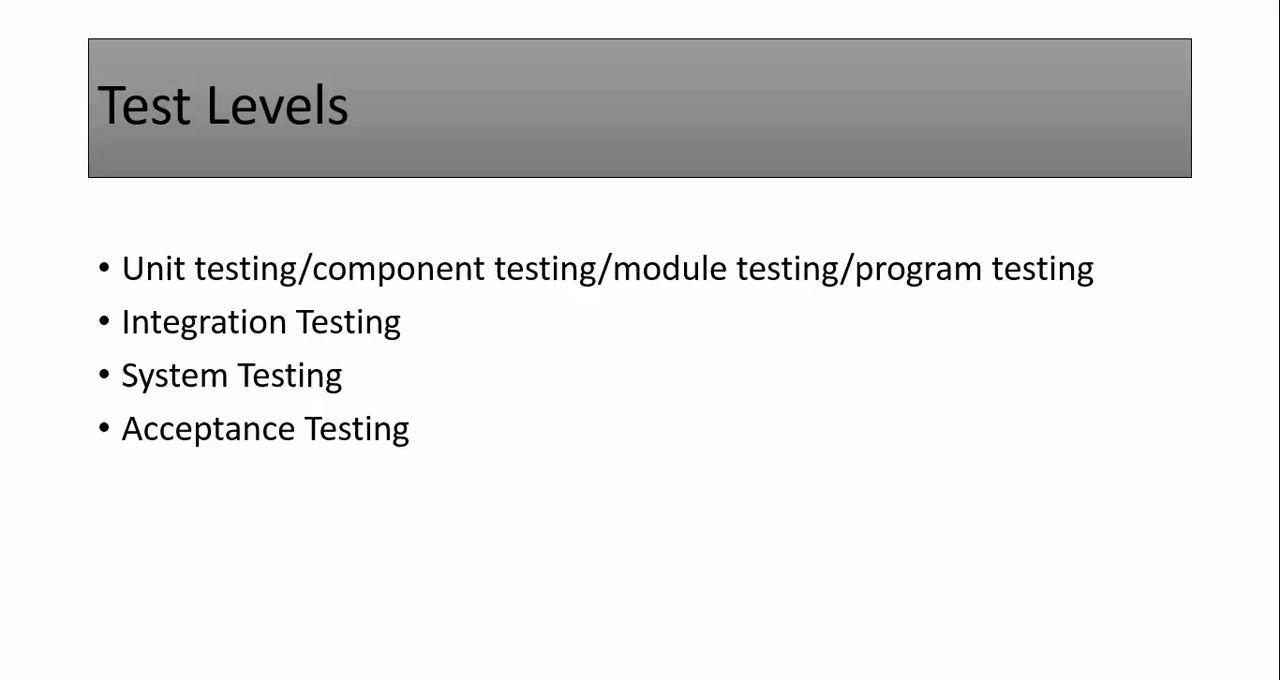 Test Levels
• Unit testing/component testing/module testing/program testing
• Integration Testing
• System Testing
• Acceptance Testing